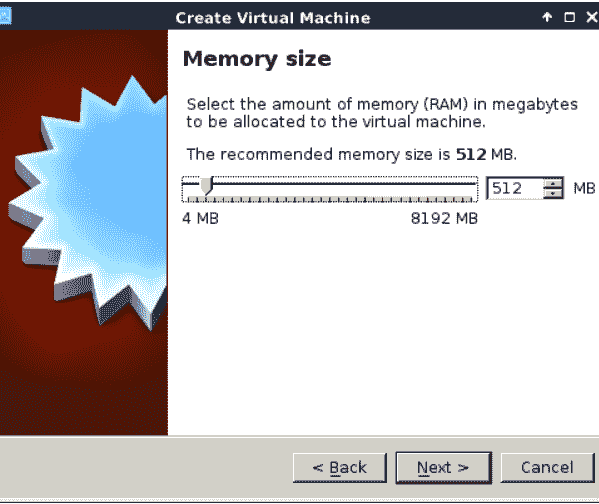 Create Virtual Machine
Memory size
Select the amount of memory (RAM) in megabytes
to be allocated to the virtual machine.
The recommended memory size is 512 MB.
512 MB
4 MB 8192 MB
< Back Next > Cancel